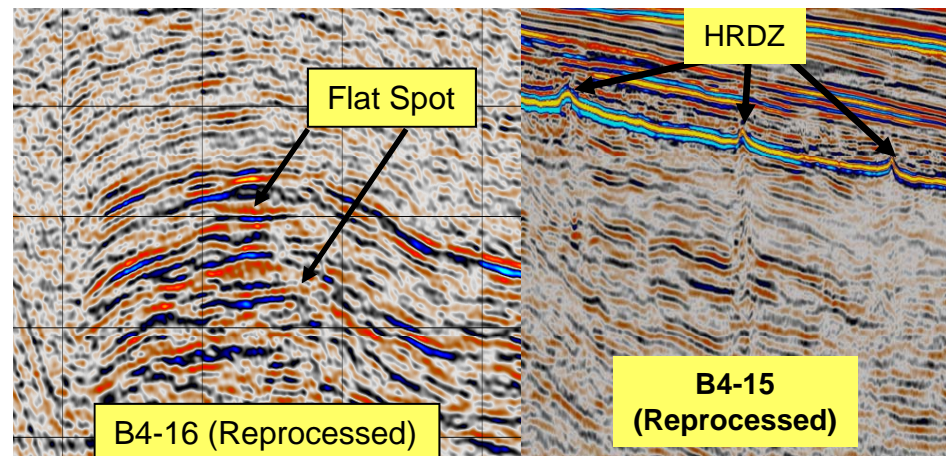 Flat Spot
B4-16 (Reprocessed)
HRDZ
B4-15
(Reprocessed)